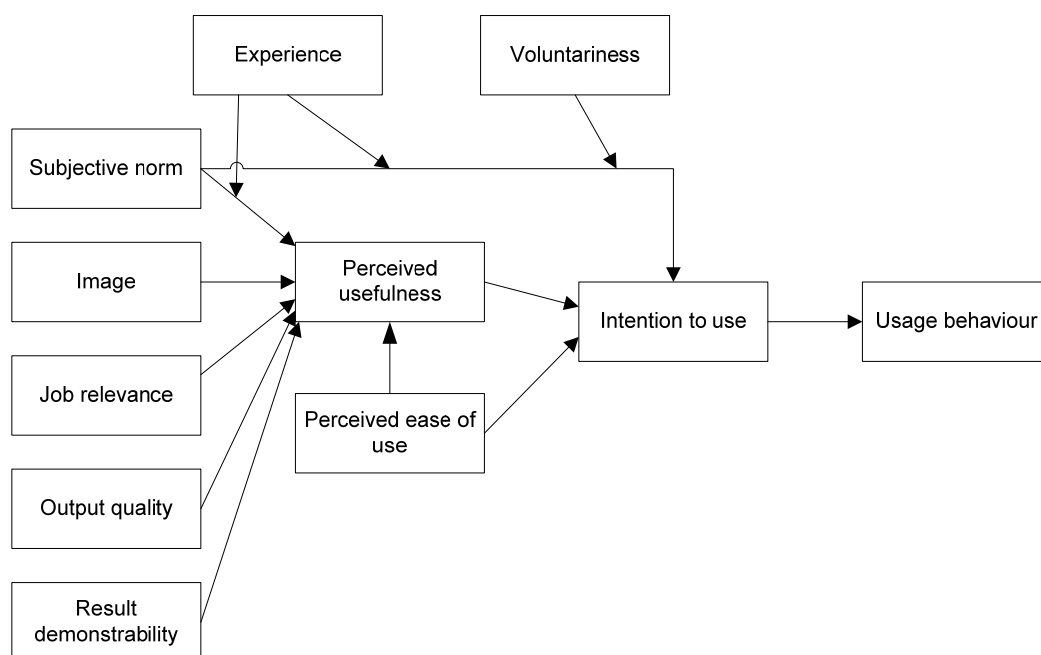 Experience
Voluntariness
Subjective norm
Image
Perceived
usefulness
Intention to use
Usage behaviour
Job relevance
Perceived ease of
use
Output quality
Result
demonstrability